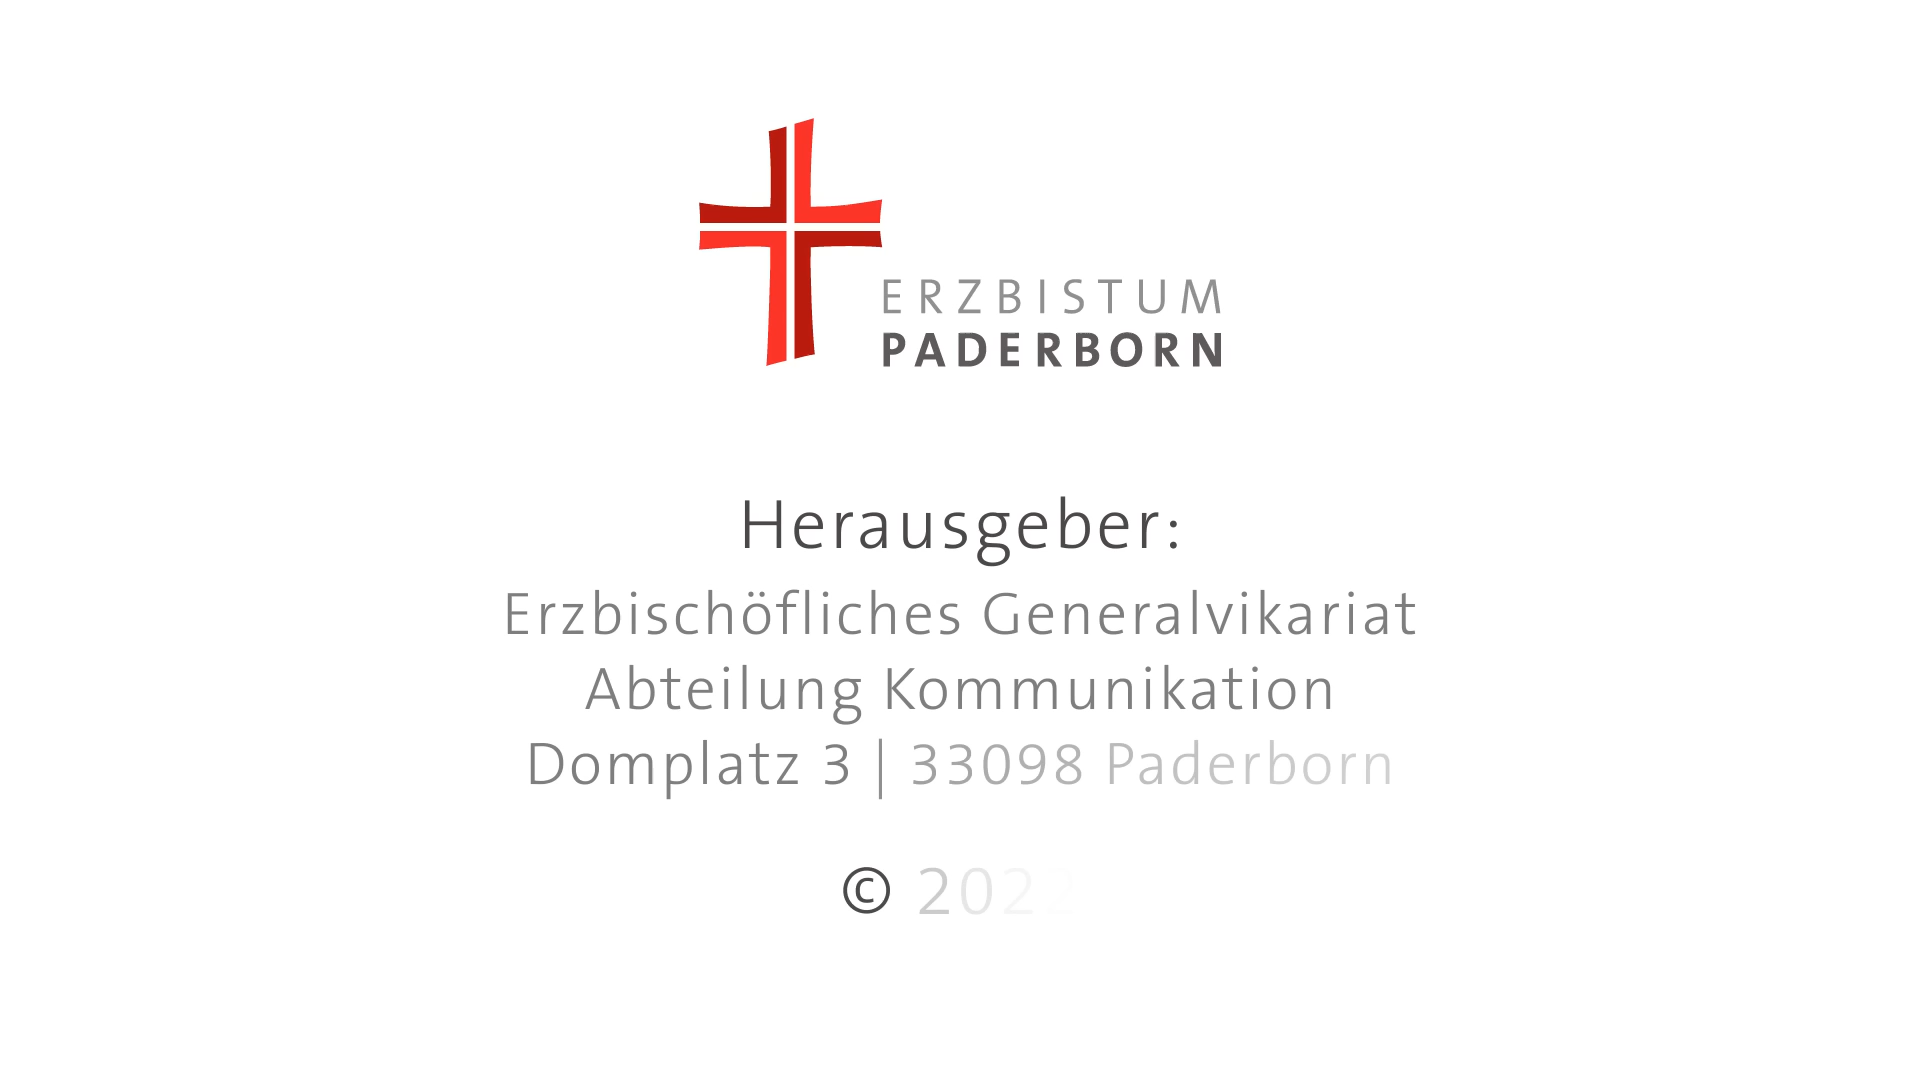 ERZBISTUM
PADERBORN
Herausgeber:
Erzbischöfliches Generalvikariat
Abteilung Kommunikation
Domplatz 3 | 33098 Paderborn
© 2022